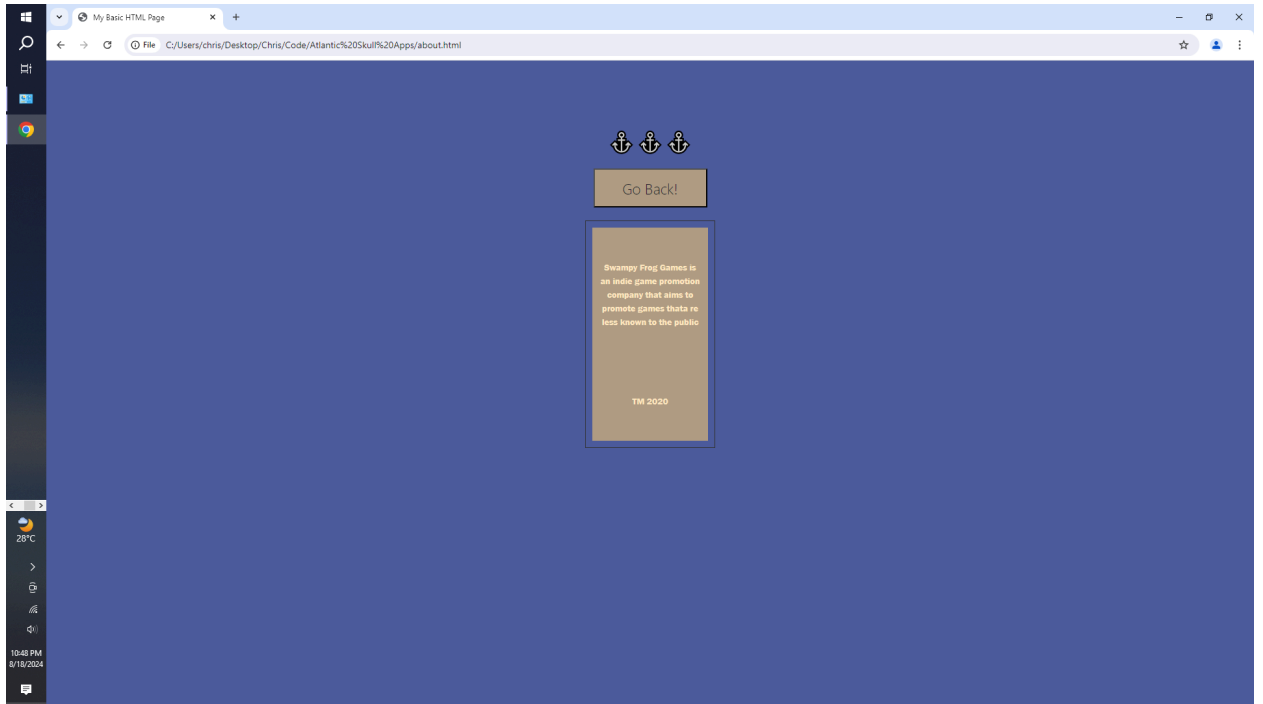 My Basic HTML Page
File C:/Users/chris/Desktop/Chris/Code/Atlantic%20Skull%20Apps/about.html
Go Back!
Swampy Frog Games is
an indie game promotion
company that aims to
promote games thata re
less known to the public
TM 2020
28°C
10:48 PM
8/18/2024